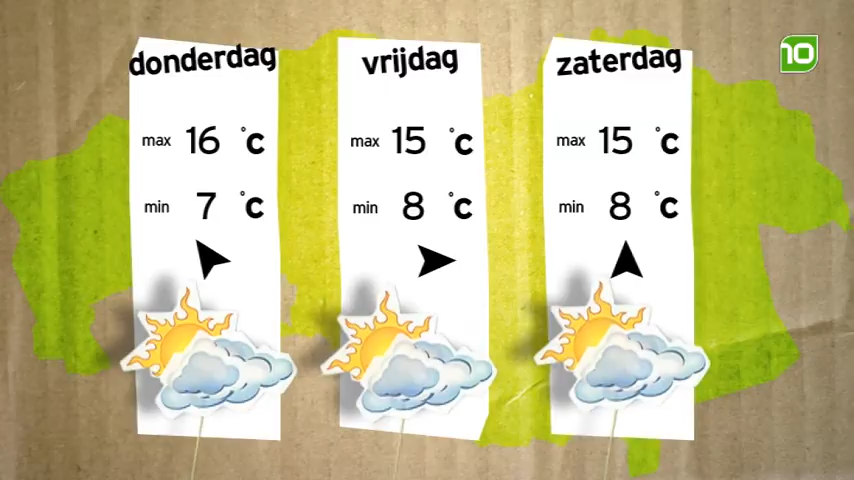 donderdag
max 16 °C
min 7 °C
vrijdag
max 15 °C
min 8 °C
zaterdag
max 15 °C
min 8 °C
10